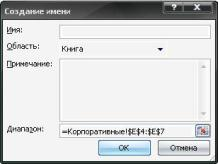 Создание имени
Имя:
Область:
Книга
Примечание:
Диапазон:
=Корпоративные!$E$4:$E$7
ОК
Отмена